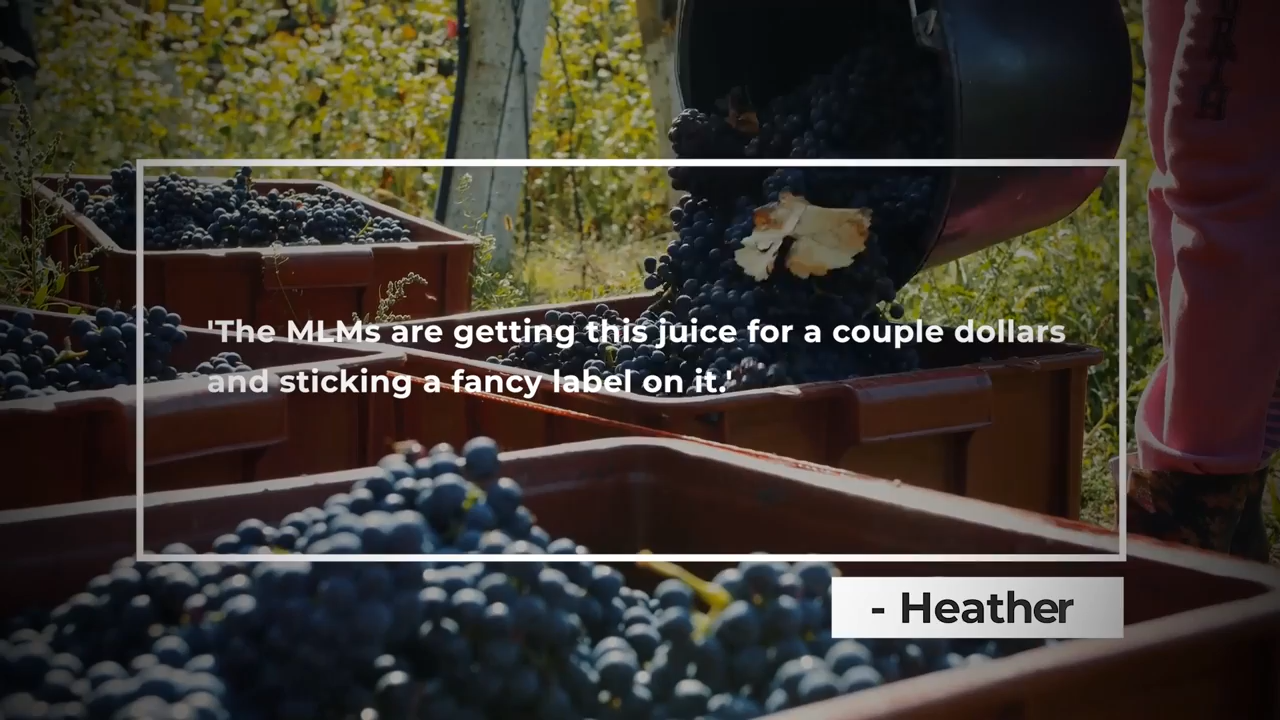 'The MLMs are getting this juice for a couple dollars
and sticking a fancy label on it.'
- Heather